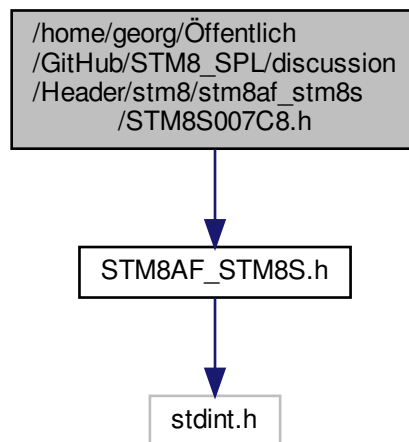 /home/georg/Öffentlich
/GitHub/STM8_SPL/discussion
/Header/stm8/stm8af_stm8s
/STM8S007C8.h
STM8AF_STM8S.h
stdint.h